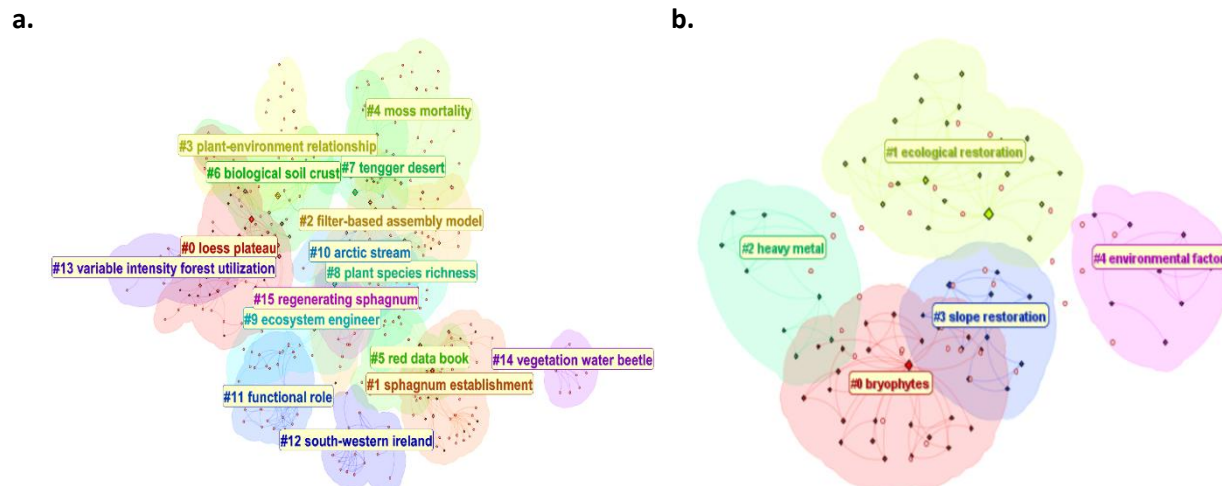 a.
#4 moss mortality
#3 plant-environment relationship
#6 biological soil crust
#7 tengger desert
#2 filter-based assembly model
#0 loess plateau
#10 arctic stream
#13 variable intensity forest utilization
#8 plant species richness
#15 regenerating sphagnum
#9 ecosystem engineer
#5 red data book
#14 vegetation water beetle
#1 sphagnum establishment
#11 functional role
#12 south-western ireland
b.
#1 ecological restoration
#2 heavy metal
#4 environmental factor
#3 slope restoration
#0 bryophytes